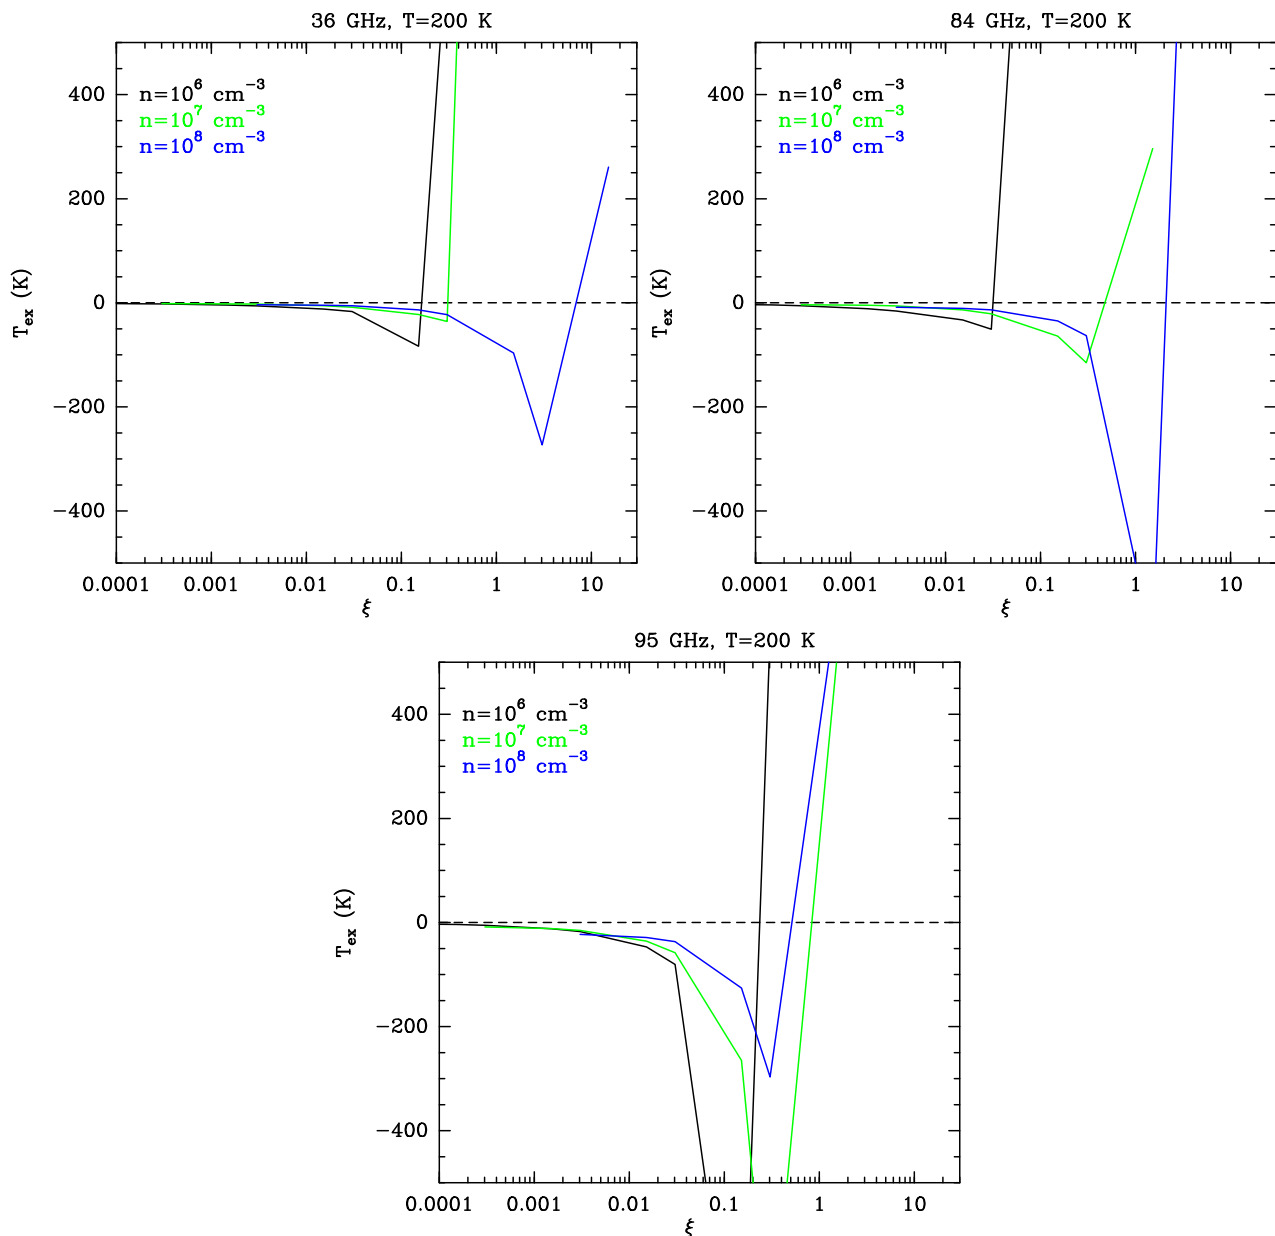 36 GHz, T=200 K
400
200
0
−200
−400
T_ex (K)
n=10^6 cm^−3
n=10^7 cm^−3
n=10^8 cm^−3
0.0001 0.001 0.01 0.1 1 10
ξ
84 GHz, T=200 K
400
200
0
−200
−400
T_ex (K)
n=10^6 cm^−3
n=10^7 cm^−3
n=10^8 cm^−3
0.0001 0.001 0.01 0.1 1 10
ξ
95 GHz, T=200 K
400
200
0
−200
−400
T_ex (K)
n=10^6 cm^−3
n=10^7 cm^−3
n=10^8 cm^−3
0.0001 0.001 0.01 0.1 1 10
ξ